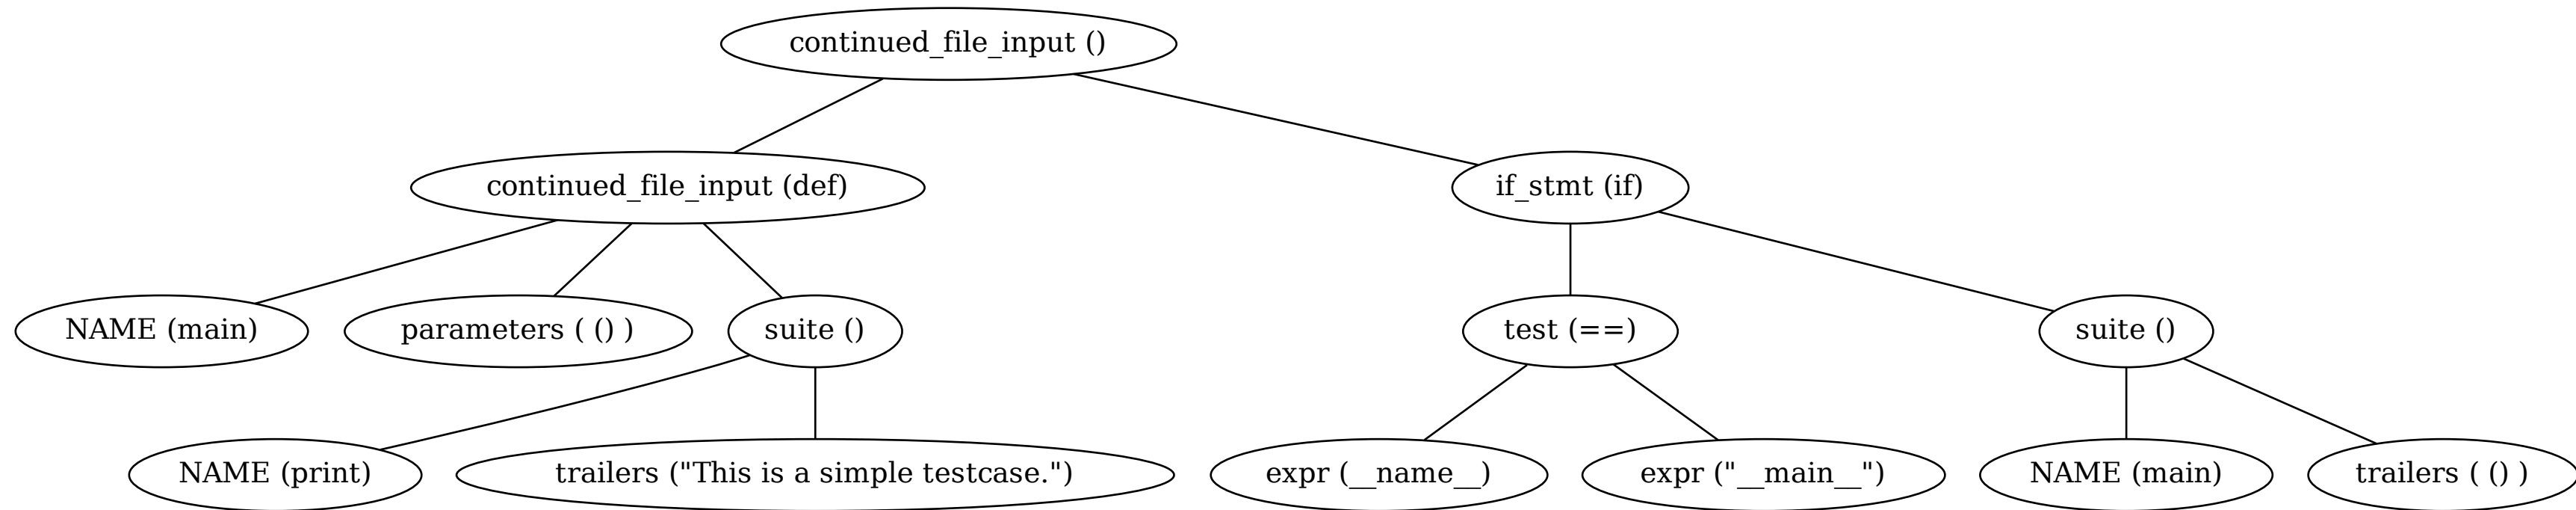 continued_file_input ()
continued_file_input (def)
if_stmt (if)
NAME (main)
parameters ( () )
suite ()
test (==)
suite ()
NAME (print)
trailers ("This is a simple testcase.")
expr (__name__)
expr ("__main__")
NAME (main)
trailers ( () )